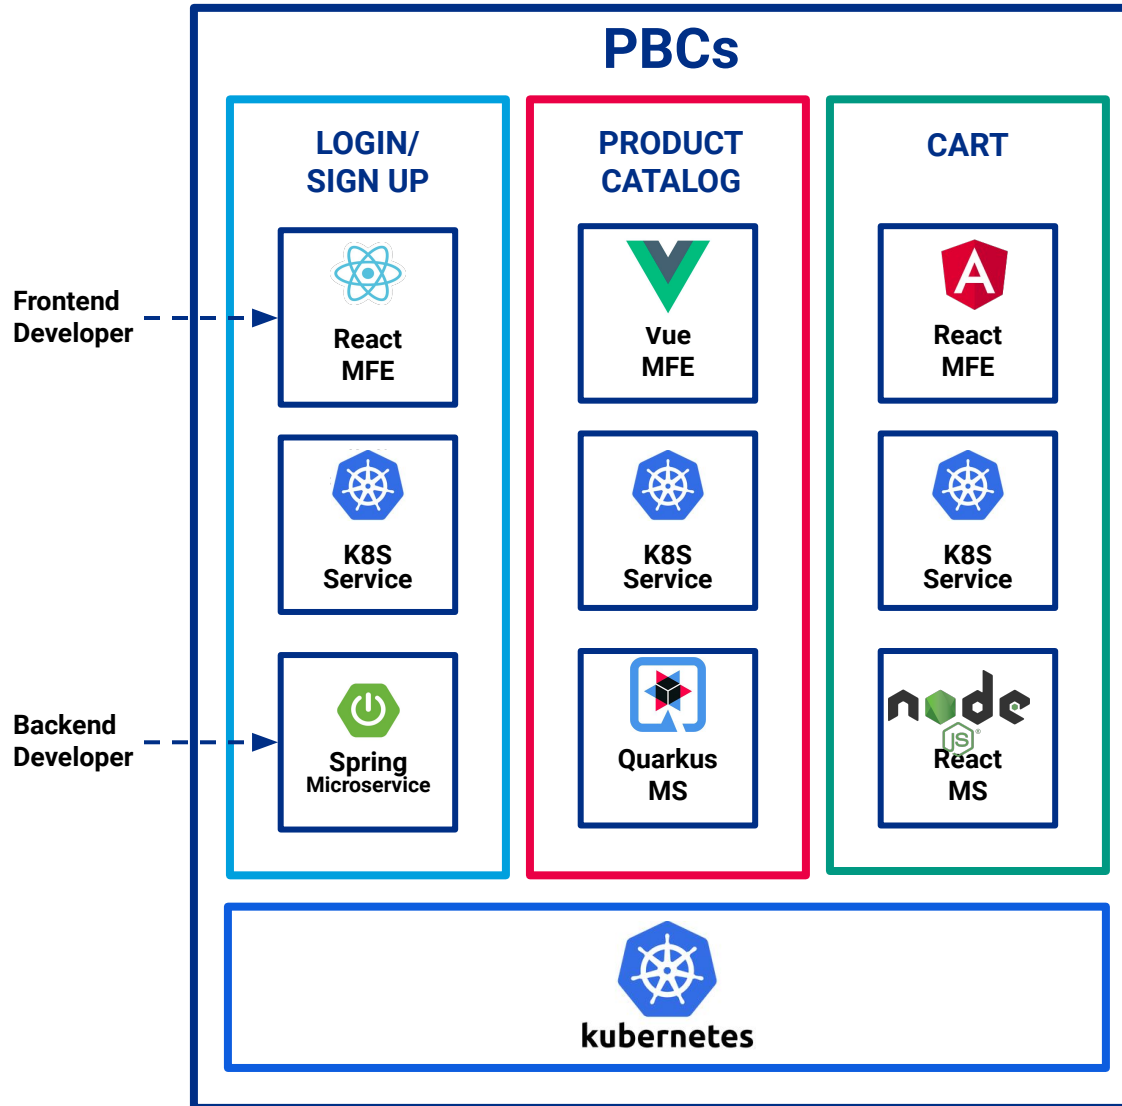 PBCs
LOGIN/
SIGN UP
PRODUCT
CATALOG
CART
Frontend
Developer
React
MFE
Vue
MFE
React
MFE
K8S
Service
K8S
Service
K8S
Service
Backend
Developer
Spring
Microservice
Quarkus
MS
node
JS®
React
MS
kubernetes